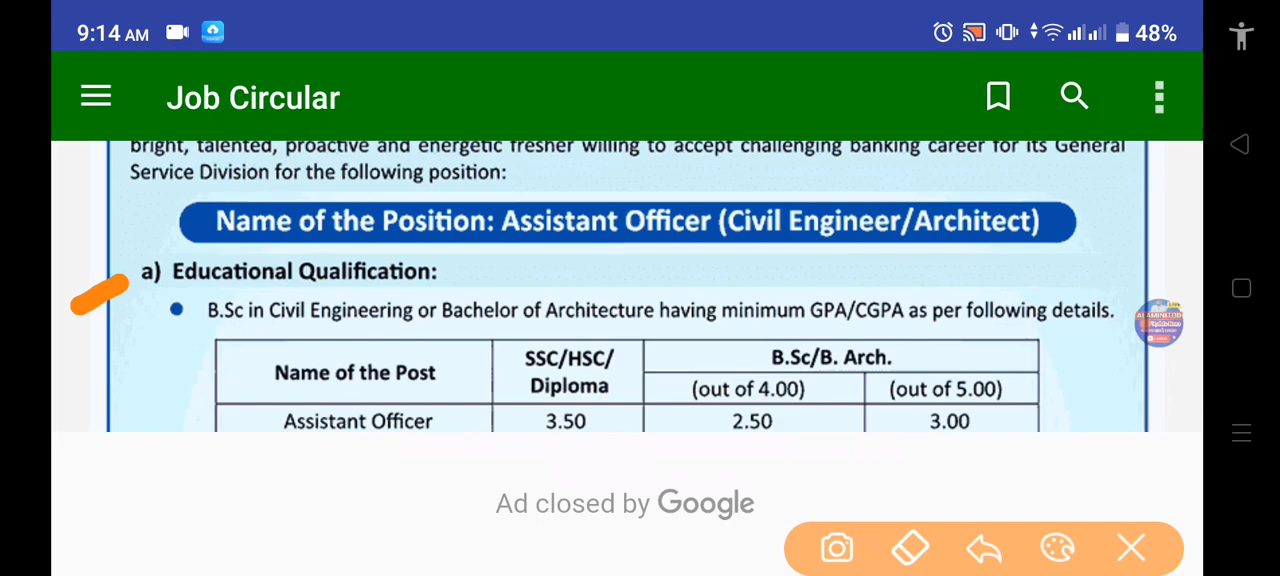 9:14 AM
48%
Job Circular
bright, talented, proactive and energetic fresher willing to accept challenging banking career for its General
Service Division for the following position:
Name of the Position: Assistant Officer (Civil Engineer/Architect)
a) Educational Qualification:
B.Sc in Civil Engineering or Bachelor of Architecture having minimum GPA/CGPA as per following details.
Name of the Post
SSC/HSC/
Diploma
B.Sc/B. Arch.
(out of 4.00)
(out of 5.00)
Assistant Officer
3.50
2.50
3.00
Ad closed by Google